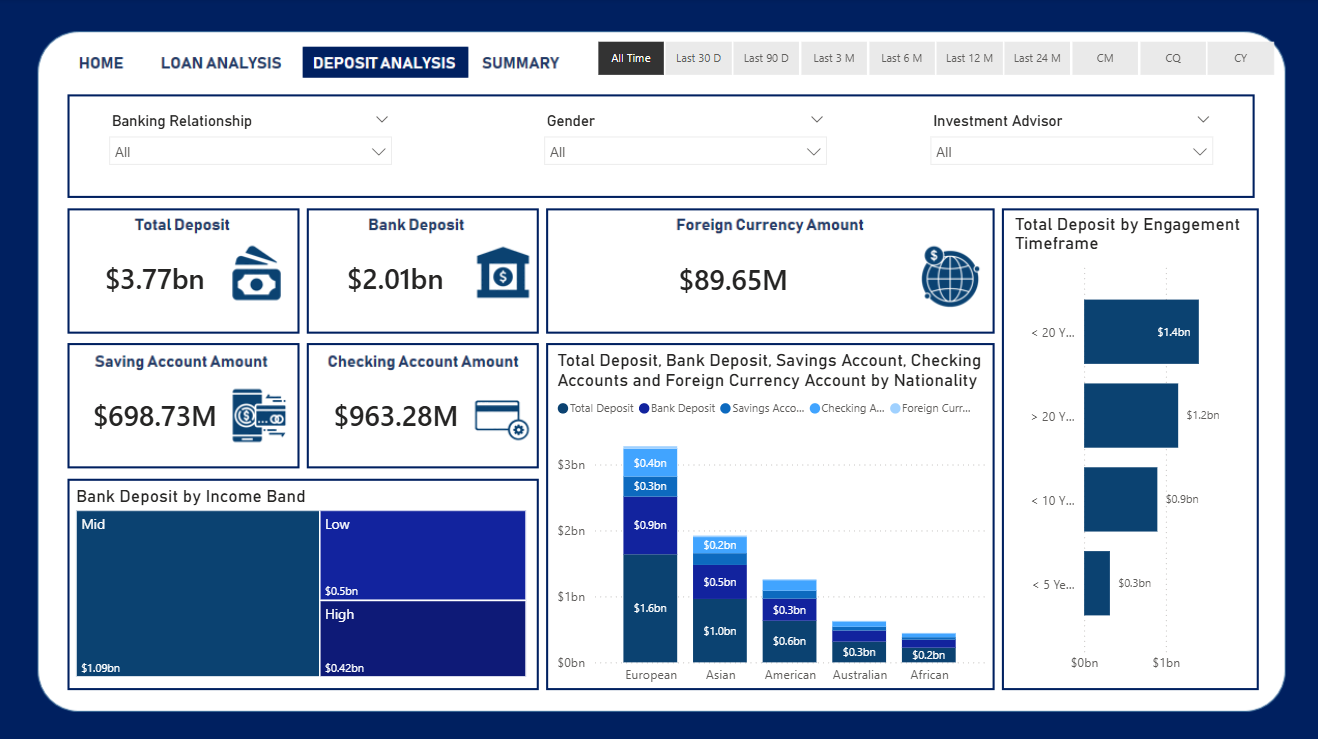 HOME
LOAN ANALYSIS
DEPOSIT ANALYSIS
SUMMARY
All Time
Last 30 D
Last 90 D
Last 3 M
Last 6 M
Last 12 M
Last 24 M
CM
CQ
CY
Banking Relationship
All
Gender
All
Investment Advisor
All
Total Deposit
$3.77bn
Bank Deposit
$2.01bn
Foreign Currency Amount
$89.65M
Saving Account Amount
$698.73M
Checking Account Amount
$963.28M
Bank Deposit by Income Band
Mid
$1.09bn
Low
$0.5bn
High
$0.42bn
Total Deposit, Bank Deposit, Savings Account, Checking
Accounts and Foreign Currency Account by Nationality
Total Deposit
Bank Deposit
Savings Acco...
Checking A...
Foreign Curr...
$3bn
$2bn
$1bn
$0bn
$0.4bn
$0.3bn
$0.9bn
$1.6bn
$0.2bn
$0.5bn
$1.0bn
$0.3bn
$0.6bn
$0.3bn
$0.2bn
European
Asian
American
Australian
African
Total Deposit by Engagement
Timeframe
< 20 Y...
$1.4bn
> 20 Y...
$1.2bn
< 10 Y...
$0.9bn
< 5 Ye...
$0.3bn
$0bn
$1bn